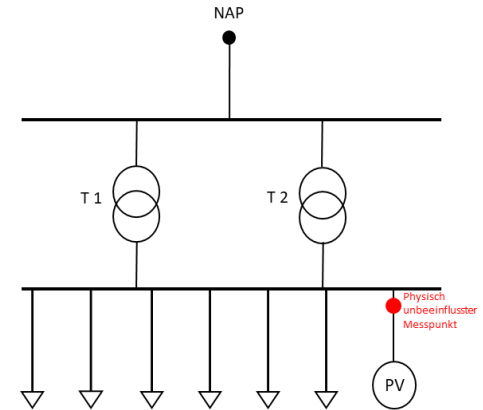 NAP
T 1
T 2
Physisch
unbeeinflusster
Messpunkt
PV